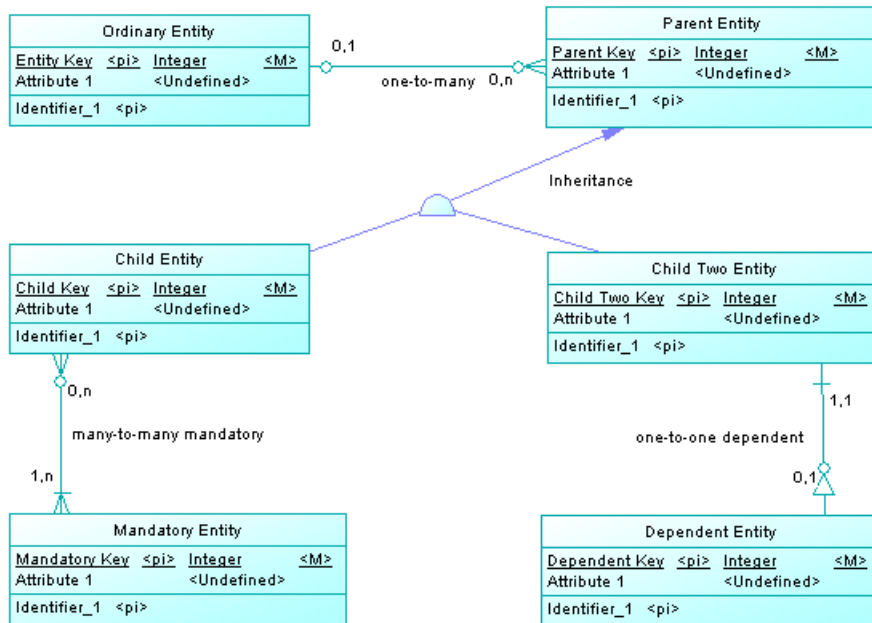 Ordinary Entity
Entity Key <pi> Integer <M>
Attribute 1 <Undefined>
Identifier_1 <pi>
0,1
one-to-many
0,n
Parent Entity
Parent Key <pi> Integer <M>
Attribute 1 <Undefined>
Identifier_1 <pi>
Inheritance
Child Entity
Child Key <pi> Integer <M>
Attribute 1 <Undefined>
Identifier_1 <pi>
Child Two Entity
Child Two Key <pi> Integer <M>
Attribute 1 <Undefined>
Identifier_1 <pi>
0,n
many-to-many mandatory
1,n
1,1
one-to-one dependent
0,1
Mandatory Entity
Mandatory Key <pi> Integer <M>
Attribute 1 <Undefined>
Identifier_1 <pi>
Dependent Entity
Dependent Key <pi> Integer <M>
Attribute 1 <Undefined>
Identifier_1 <pi>